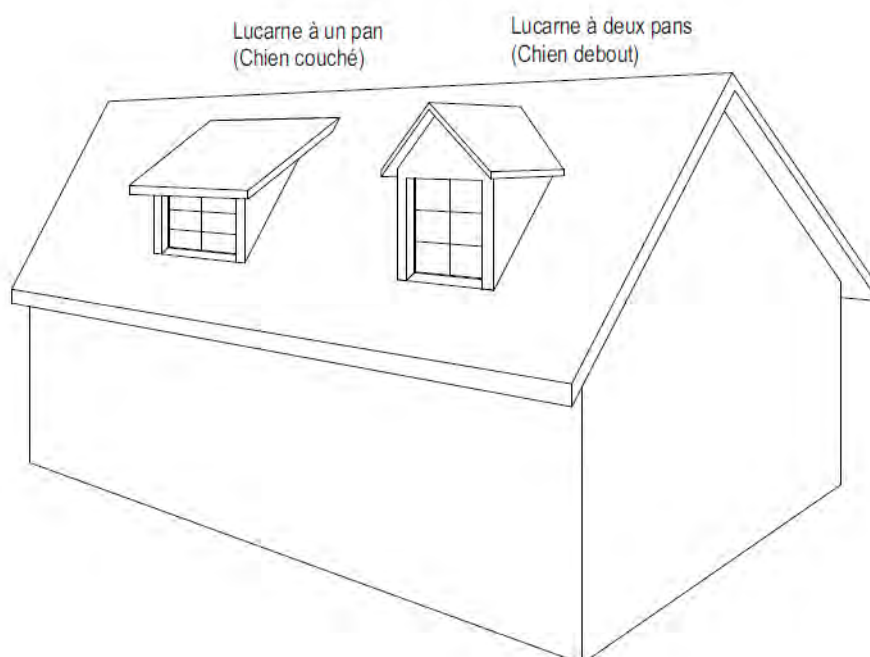 Lucarne à un pan
(Chien couché)
Lucarne à deux pans
(Chien debout)